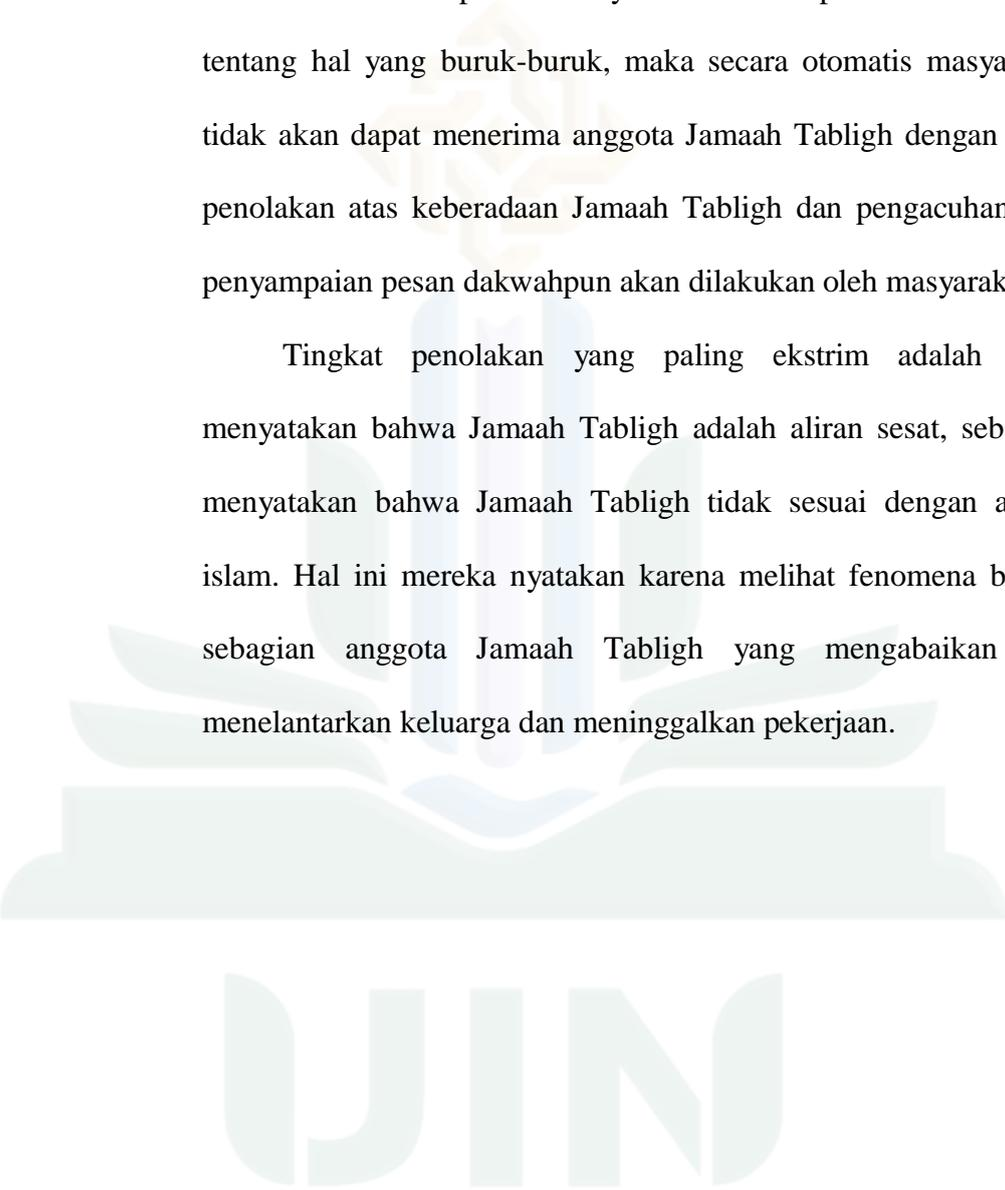 tentang hal yang buruk-buruk, maka secara otomatis
tidak akan dapat menerima anggota Jamaah Tabligh dengan
penolakan atas keberadaan Jamaah Tabligh dan pengacuhan
penyampaian pesan dakwahpun akan dilakukan oleh
Tingkat penolakan yang paling ekstrim adalah
menyatakan bahwa Jamaah Tabligh adalah aliran sesat,
menyatakan bahwa Jamaah Tabligh tidak sesuai dengan
islam. Hal ini mereka nyatakan karena melihat fenomena
sebagian anggota Jamaah Tabligh yang mengabaikan
menelantarkan keluarga dan meninggalkan pekerjaan.
UIN